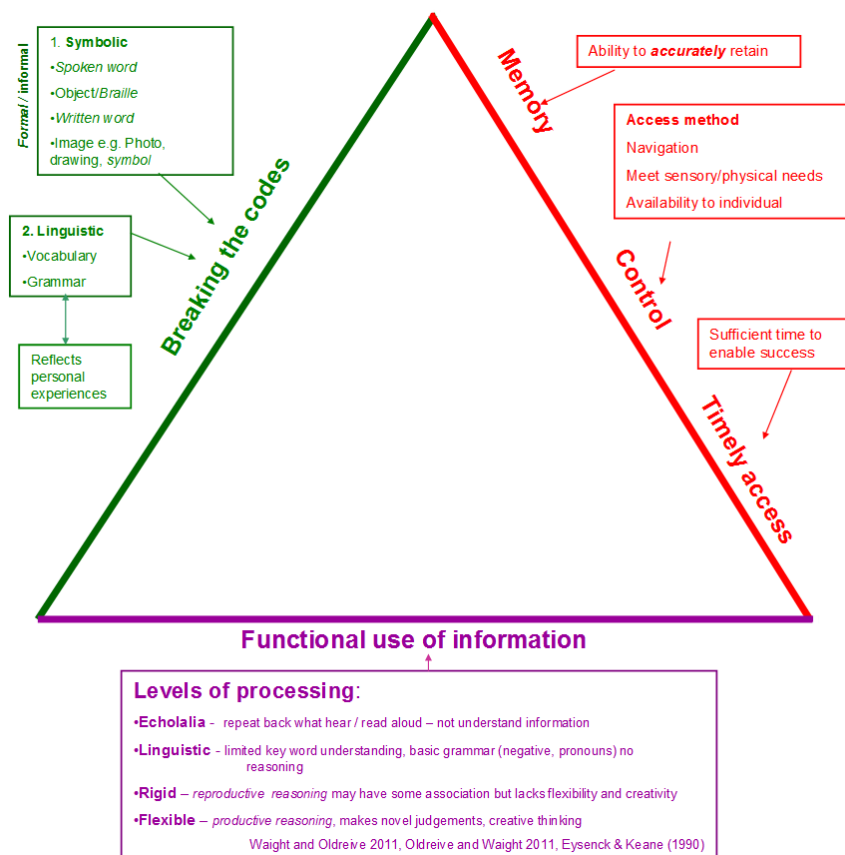 Formal / informal
1. Symbolic
•Spoken word
•Object/Braille
•Written word
•Image e.g. Photo,
drawing, symbol
2. Linguistic
•Vocabulary
•Grammar
Reflects
personal
experiences
Breaking the codes
Memory
Ability to accurately retain
Access method
Navigation
Meet sensory/physical needs
Availability to individual
Control
Sufficient time to
enable success
Timely access
Functional use of information
Levels of processing:
•Echolalia - repeat back what hear / read aloud – not understand information
•Linguistic - limited key word understanding, basic grammar (negative, pronouns) no
reasoning
•Rigid – reproductive reasoning may have some association but lacks flexibility and creativity
•Flexible – productive reasoning, makes novel judgements, creative thinking
Waight and Oldreive 2011, Oldreive and Waight 2011, Eysenck & Keane (1990)